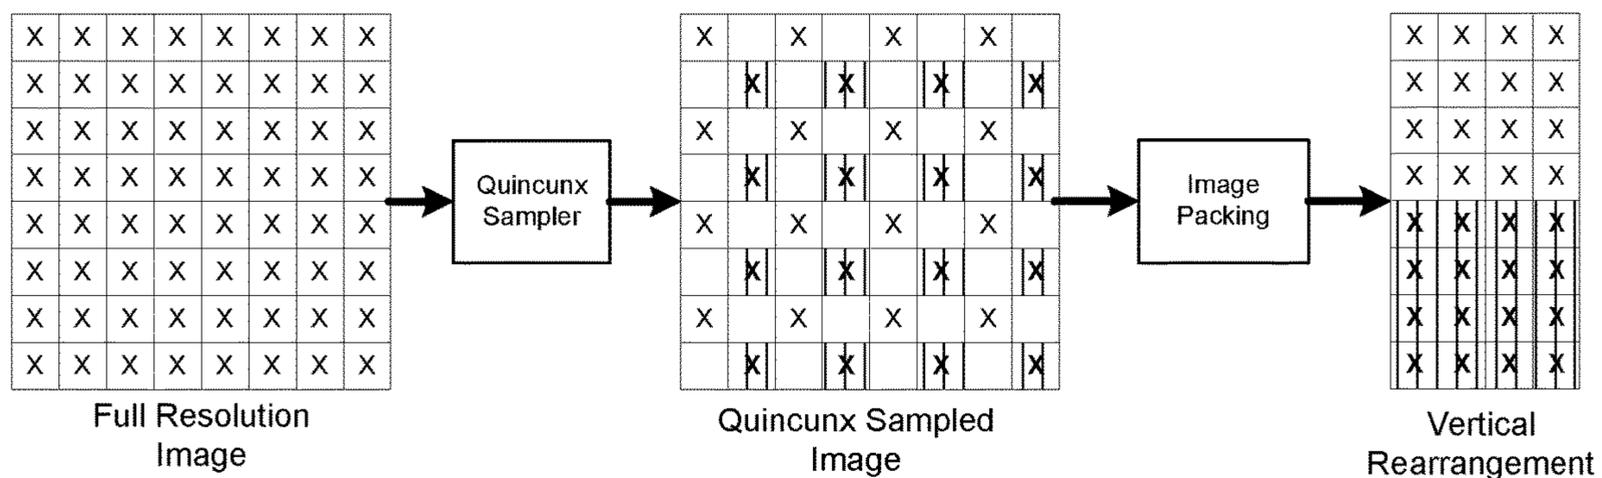 X X X X X X X X
X X X X X X X X
X X X X X X X X
X X X X X X X X
X X X X X X X X
X X X X X X X X
X X X X X X X X
X X X X X X X X
Full Resolution
Image
Quincunx
Sampler
X X X X
X X X X
X X X X
X X X X
X X X X
X X X X
X X X X
X X X X
Quincunx Sampled
Image
Image
Packing
X X X X
X X X X
X X X X
X X X X
X X X X
X X X X
X X X X
X X X X
Vertical
Rearrangement